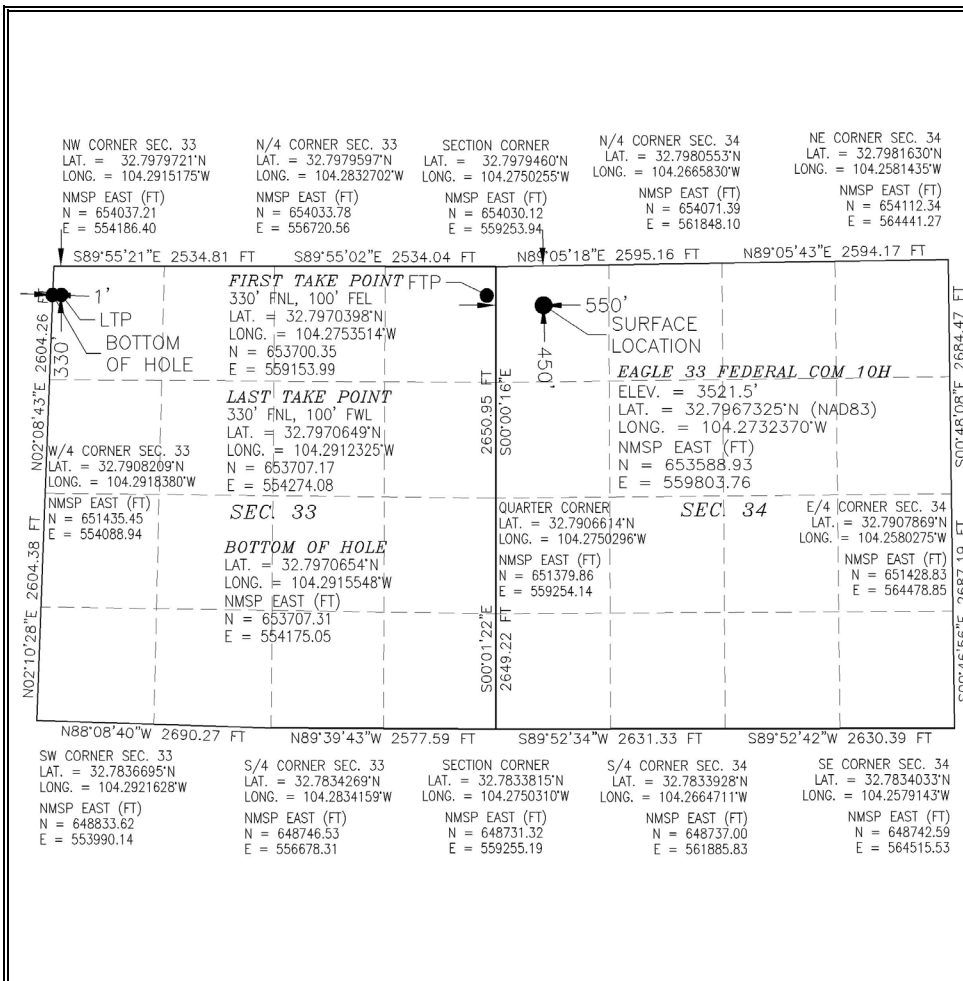 NW CORNER SEC. 33
LAT. = 32.7979721°N
LONG. = 104.2915175°W
NMSP EAST (FT)
N = 654037.21
E = 554186.40
N/4 CORNER SEC. 33
LAT. = 32.7979597°N
LONG. = 104.2832702°W
NMSP EAST (FT)
N = 654033.78
E = 556720.56
SECTION CORNER
LAT. = 32.7979460°N
LONG. = 104.2750255°W
NMSP EAST (FT)
N = 654030.12
E = 559253.94
N/4 CORNER SEC. 34
LAT. = 32.7980553°N
LONG. = 104.2665830°W
NMSP EAST (FT)
N = 654071.39
E = 561848.10
NE CORNER SEC. 34
LAT. = 32.7981630°N
LONG. = 104.2581435°W
NMSP EAST (FT)
N = 654112.34
E = 564441.27
S89°55'21"E 2534.81 FT
S89°55'02"E 2534.04 FT
N89°05'18"E 2595.16 FT
N89°05'43"E 2594.17 FT
1'
LTP
BOTTOM
OF HOLE
330'
N02°08'43"E 2604.26 FT
FIRST TAKE POINT
330' FNL, 100' FEL
LAT. = 32.7970398°N
LONG. = 104.2753514°W
N = 653700.35
E = 559153.99
FTP
550'
SURFACE
LOCATION
450'
LAST TAKE POINT
330' FNL, 100' FWL
LAT. = 32.7970649°N
LONG. = 104.2912325°W
N = 653707.17
E = 554274.08
2650.95 FT
S00°00'16"E
EAGLE 33 FEDERAL COM 10H
ELEV. = 3521.5'
LAT. = 32.7967325°N (NAD83)
LONG. = 104.2732370°W
NMSP EAST (FT)
N = 653588.93
E = 559803.76
S00°48'08"E 2684.47 FT
W/4 CORNER SEC. 33
LAT. = 32.7908209°N
LONG. = 104.2918380°W
NMSP EAST (FT)
N = 651435.45
E = 554088.94
SEC. 33
BOTTOM OF HOLE
LAT. = 32.7970654°N
LONG. = 104.2915548°W
NMSP EAST (FT)
N = 653707.31
E = 554175.05
QUARTER CORNER
LAT. = 32.7906614°N
LONG. = 104.2750296°W
NMSP EAST (FT)
N = 651379.86
E = 559254.14
SEC. 34
E/4 CORNER SEC. 34
LAT. = 32.7907869°N
LONG. = 104.2580275°W
NMSP EAST (FT)
N = 651428.83
E = 564478.85
N02°10'28"E 2604.38 FT
S00°01'22"E
2649.22 FT
S00°46'56"E 2687.19 FT
N88°08'40"W 2690.27 FT
N89°39'43"W 2577.59 FT
S89°52'34"W 2631.33 FT
S89°52'42"W 2630.39 FT
SW CORNER SEC. 33
LAT. = 32.7836695°N
LONG. = 104.2921628°W
NMSP EAST (FT)
N = 648833.62
E = 553990.14
S/4 CORNER SEC. 33
LAT. = 32.7834269°N
LONG. = 104.2834159°W
NMSP EAST (FT)
N = 648746.53
E = 556678.31
SECTION CORNER
LAT. = 32.7833815°N
LONG. = 104.2750310°W
NMSP EAST (FT)
N = 648731.32
E = 559255.19
S/4 CORNER SEC. 34
LAT. = 32.7833928°N
LONG. = 104.2664711°W
NMSP EAST (FT)
N = 648737.00
E = 561885.83
SE CORNER SEC. 34
LAT. = 32.7834033°N
LONG. = 104.2579143°W
NMSP EAST (FT)
N = 648742.59
E = 564515.53